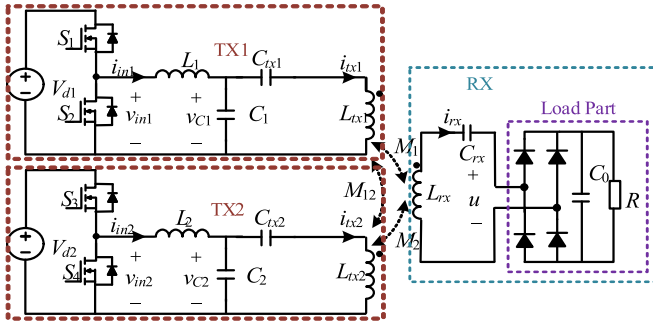 TX1
S1
Vd1
S2
iin1
L1
Ctx1
itx1
+
vin1
−
+
vC1
−
C1
Ltx1
M1
M12
M2
TX2
S3
Vd2
S4
iin2
L2
Ctx2
itx2
+
vin2
−
+
vC2
−
C2
Ltx2
RX
Load Part
irx
Crx
+
u
−
Lrx
C0
R